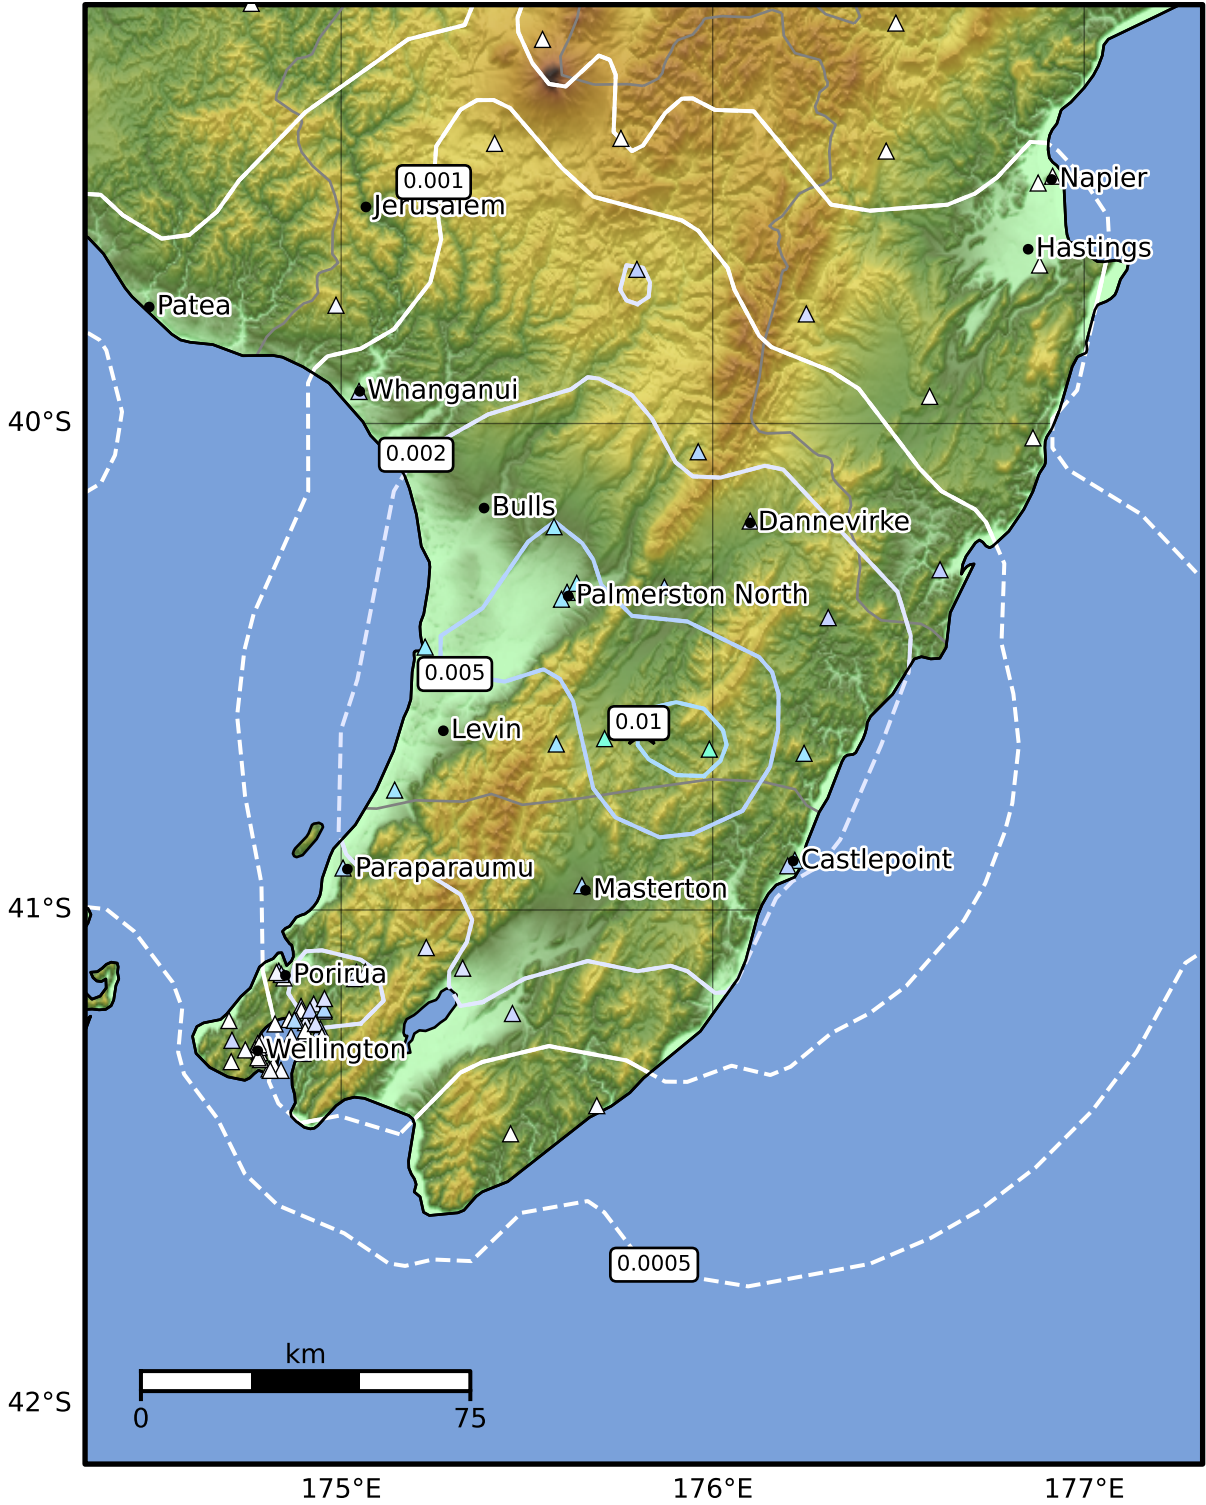 0.001
Napier
Jerusalem
Hastings
Patea
Whanganui
40°S
0.002
Bulls
Dannevirke
Palmerston North
0.005
0.01
Levin
Castlepoint
Paraparaumu
Masterton
41°S
Porirua
Wellington
0.0005
km
0
75
42°S
175°E
176°E
177°E